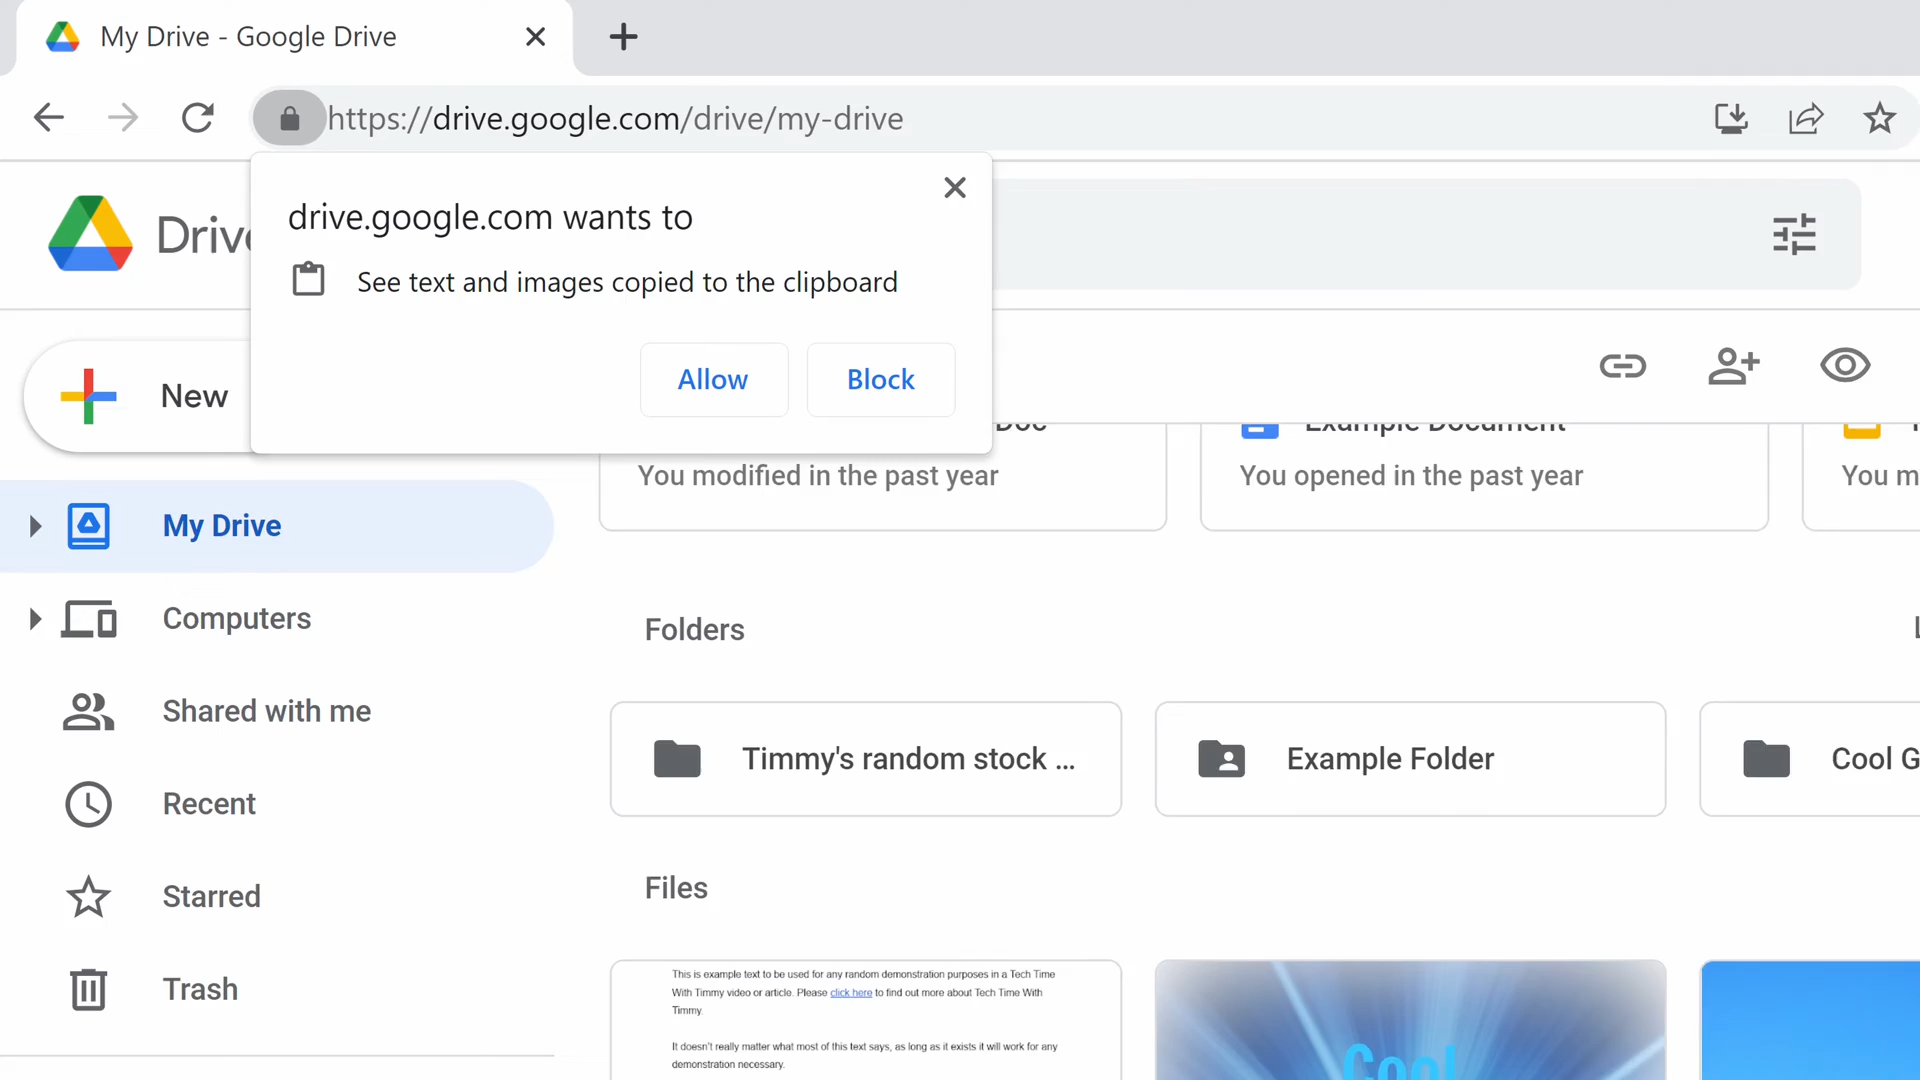 My Drive - Google Drive
https://drive.google.com/drive/my-drive
Drive
drive.google.com wants to
See text and images copied to the clipboard
Allow
Block
New
Doc
Example Document
You modified in the past year
You opened in the past year
You m
My Drive
Computers
Shared with me
Recent
Starred
Trash
Folders
Timmy's random stock ...
Example Folder
Cool G
Files
This is example text to be used for any random demonstration purposes in a Tech Time
With Timmy video or article. Please click here to find out more about Tech Time With
Timmy.
It doesn't really matter what most of this text says, as long as it exists it will work for any
demonstration necessary.
Cool